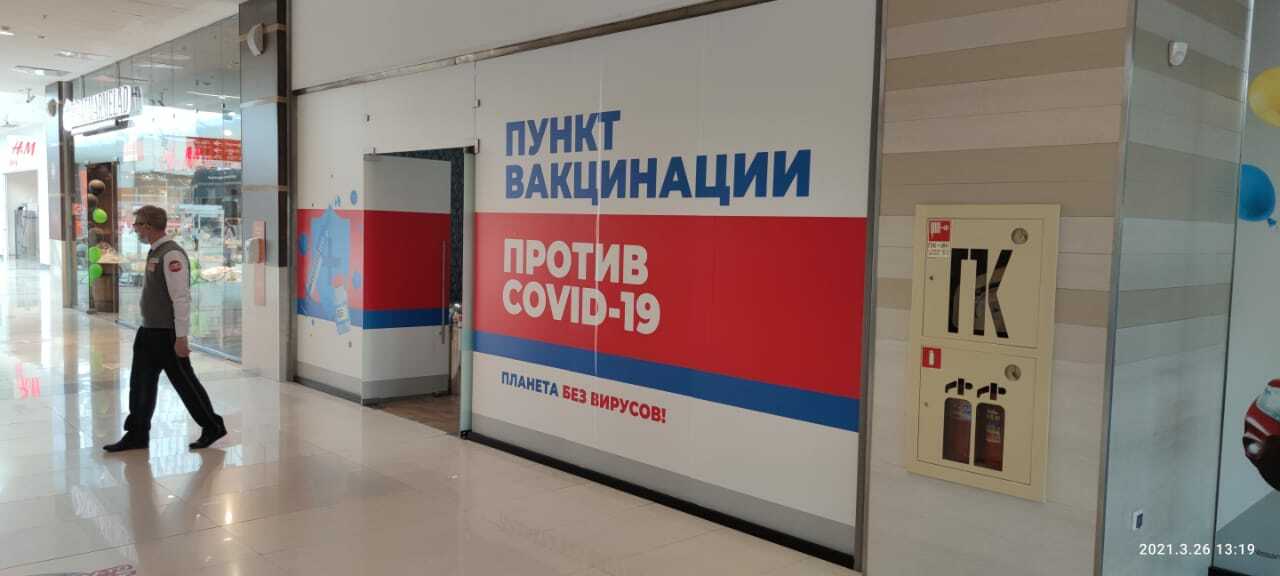 H&M
ПУНКТ
ВАКЦИНАЦИИ
ПРОТИВ
COVID-19
ПЛАНЕТА БЕЗ ВИРУСОВ!
ПК
2021.3.26 13:19